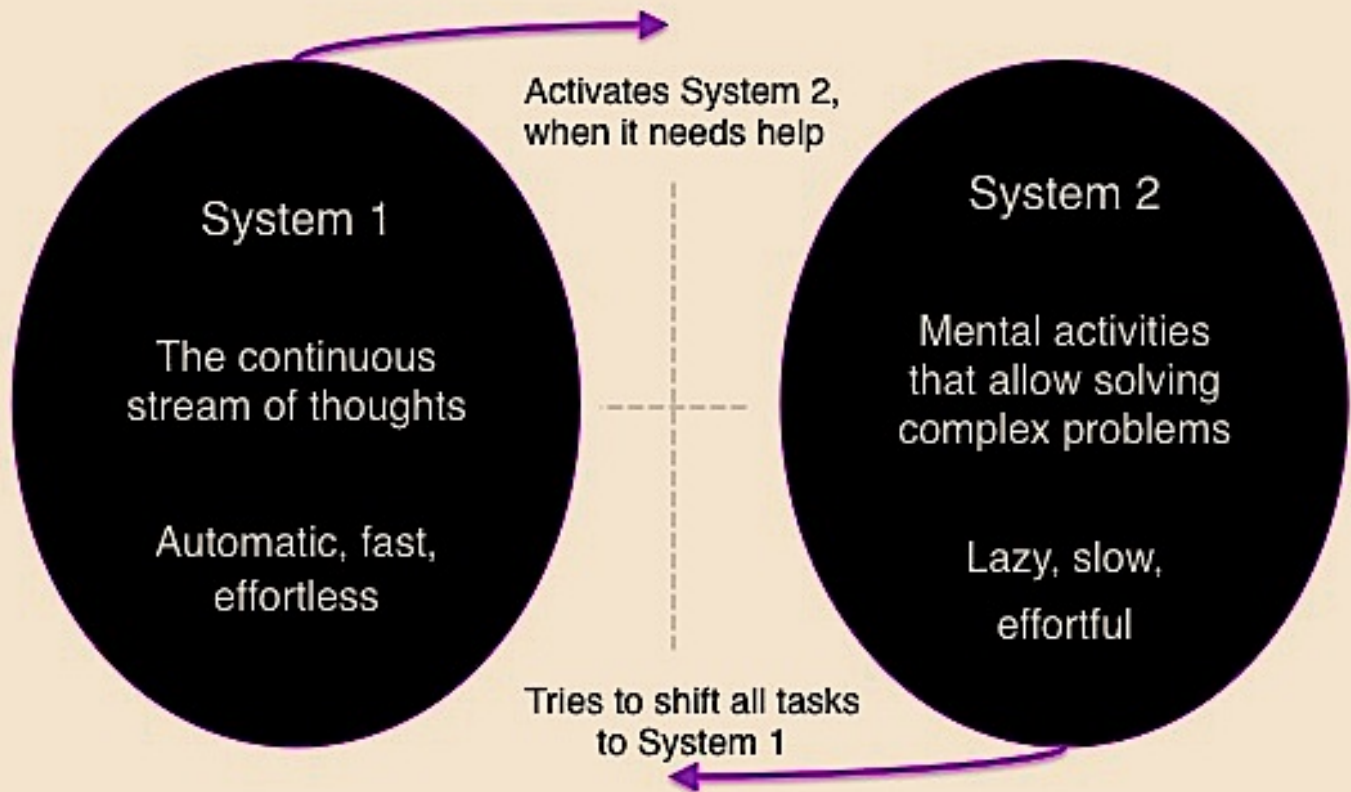 Activates System 2,
when it needs help
System 1
The continuous
stream of thoughts
Automatic, fast,
effortless
System 2
Mental activities
that allow solving
complex problems
Lazy, slow,
effortful
Tries to shift all tasks
to System 1